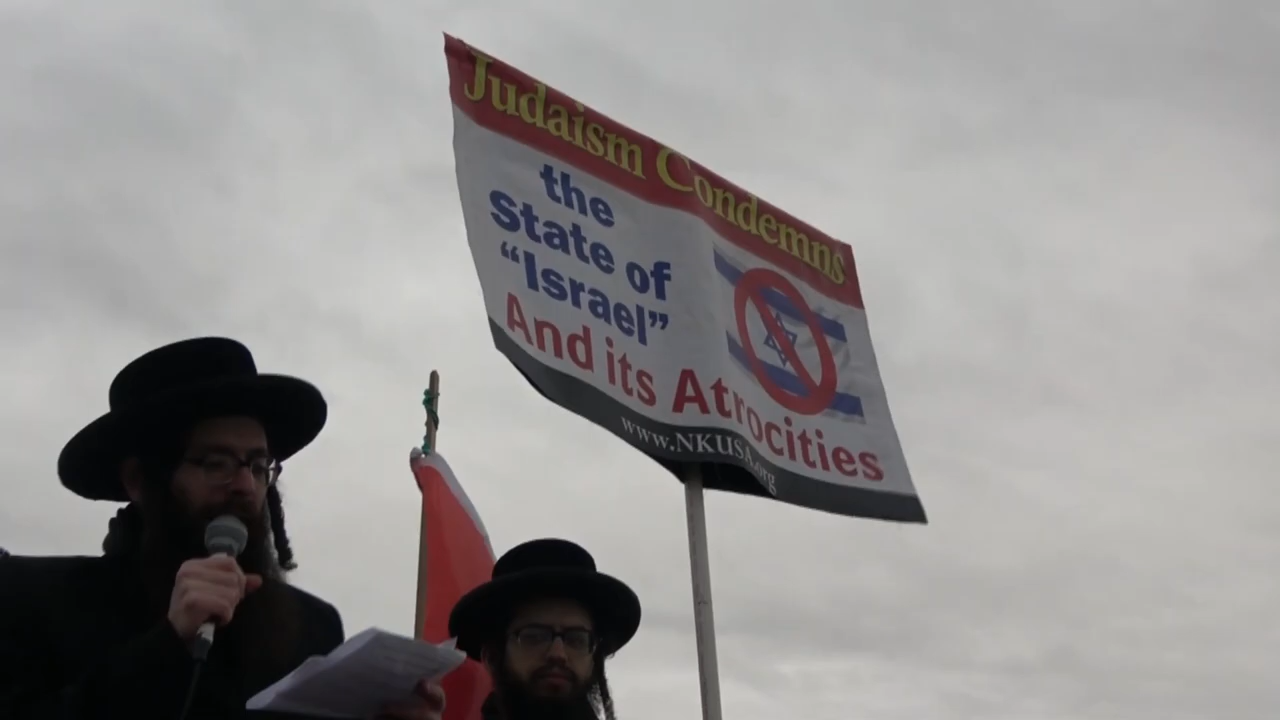 Judaism Condemns
the
State of
“Israel”
And its Atrocities
www.NKUSA.org